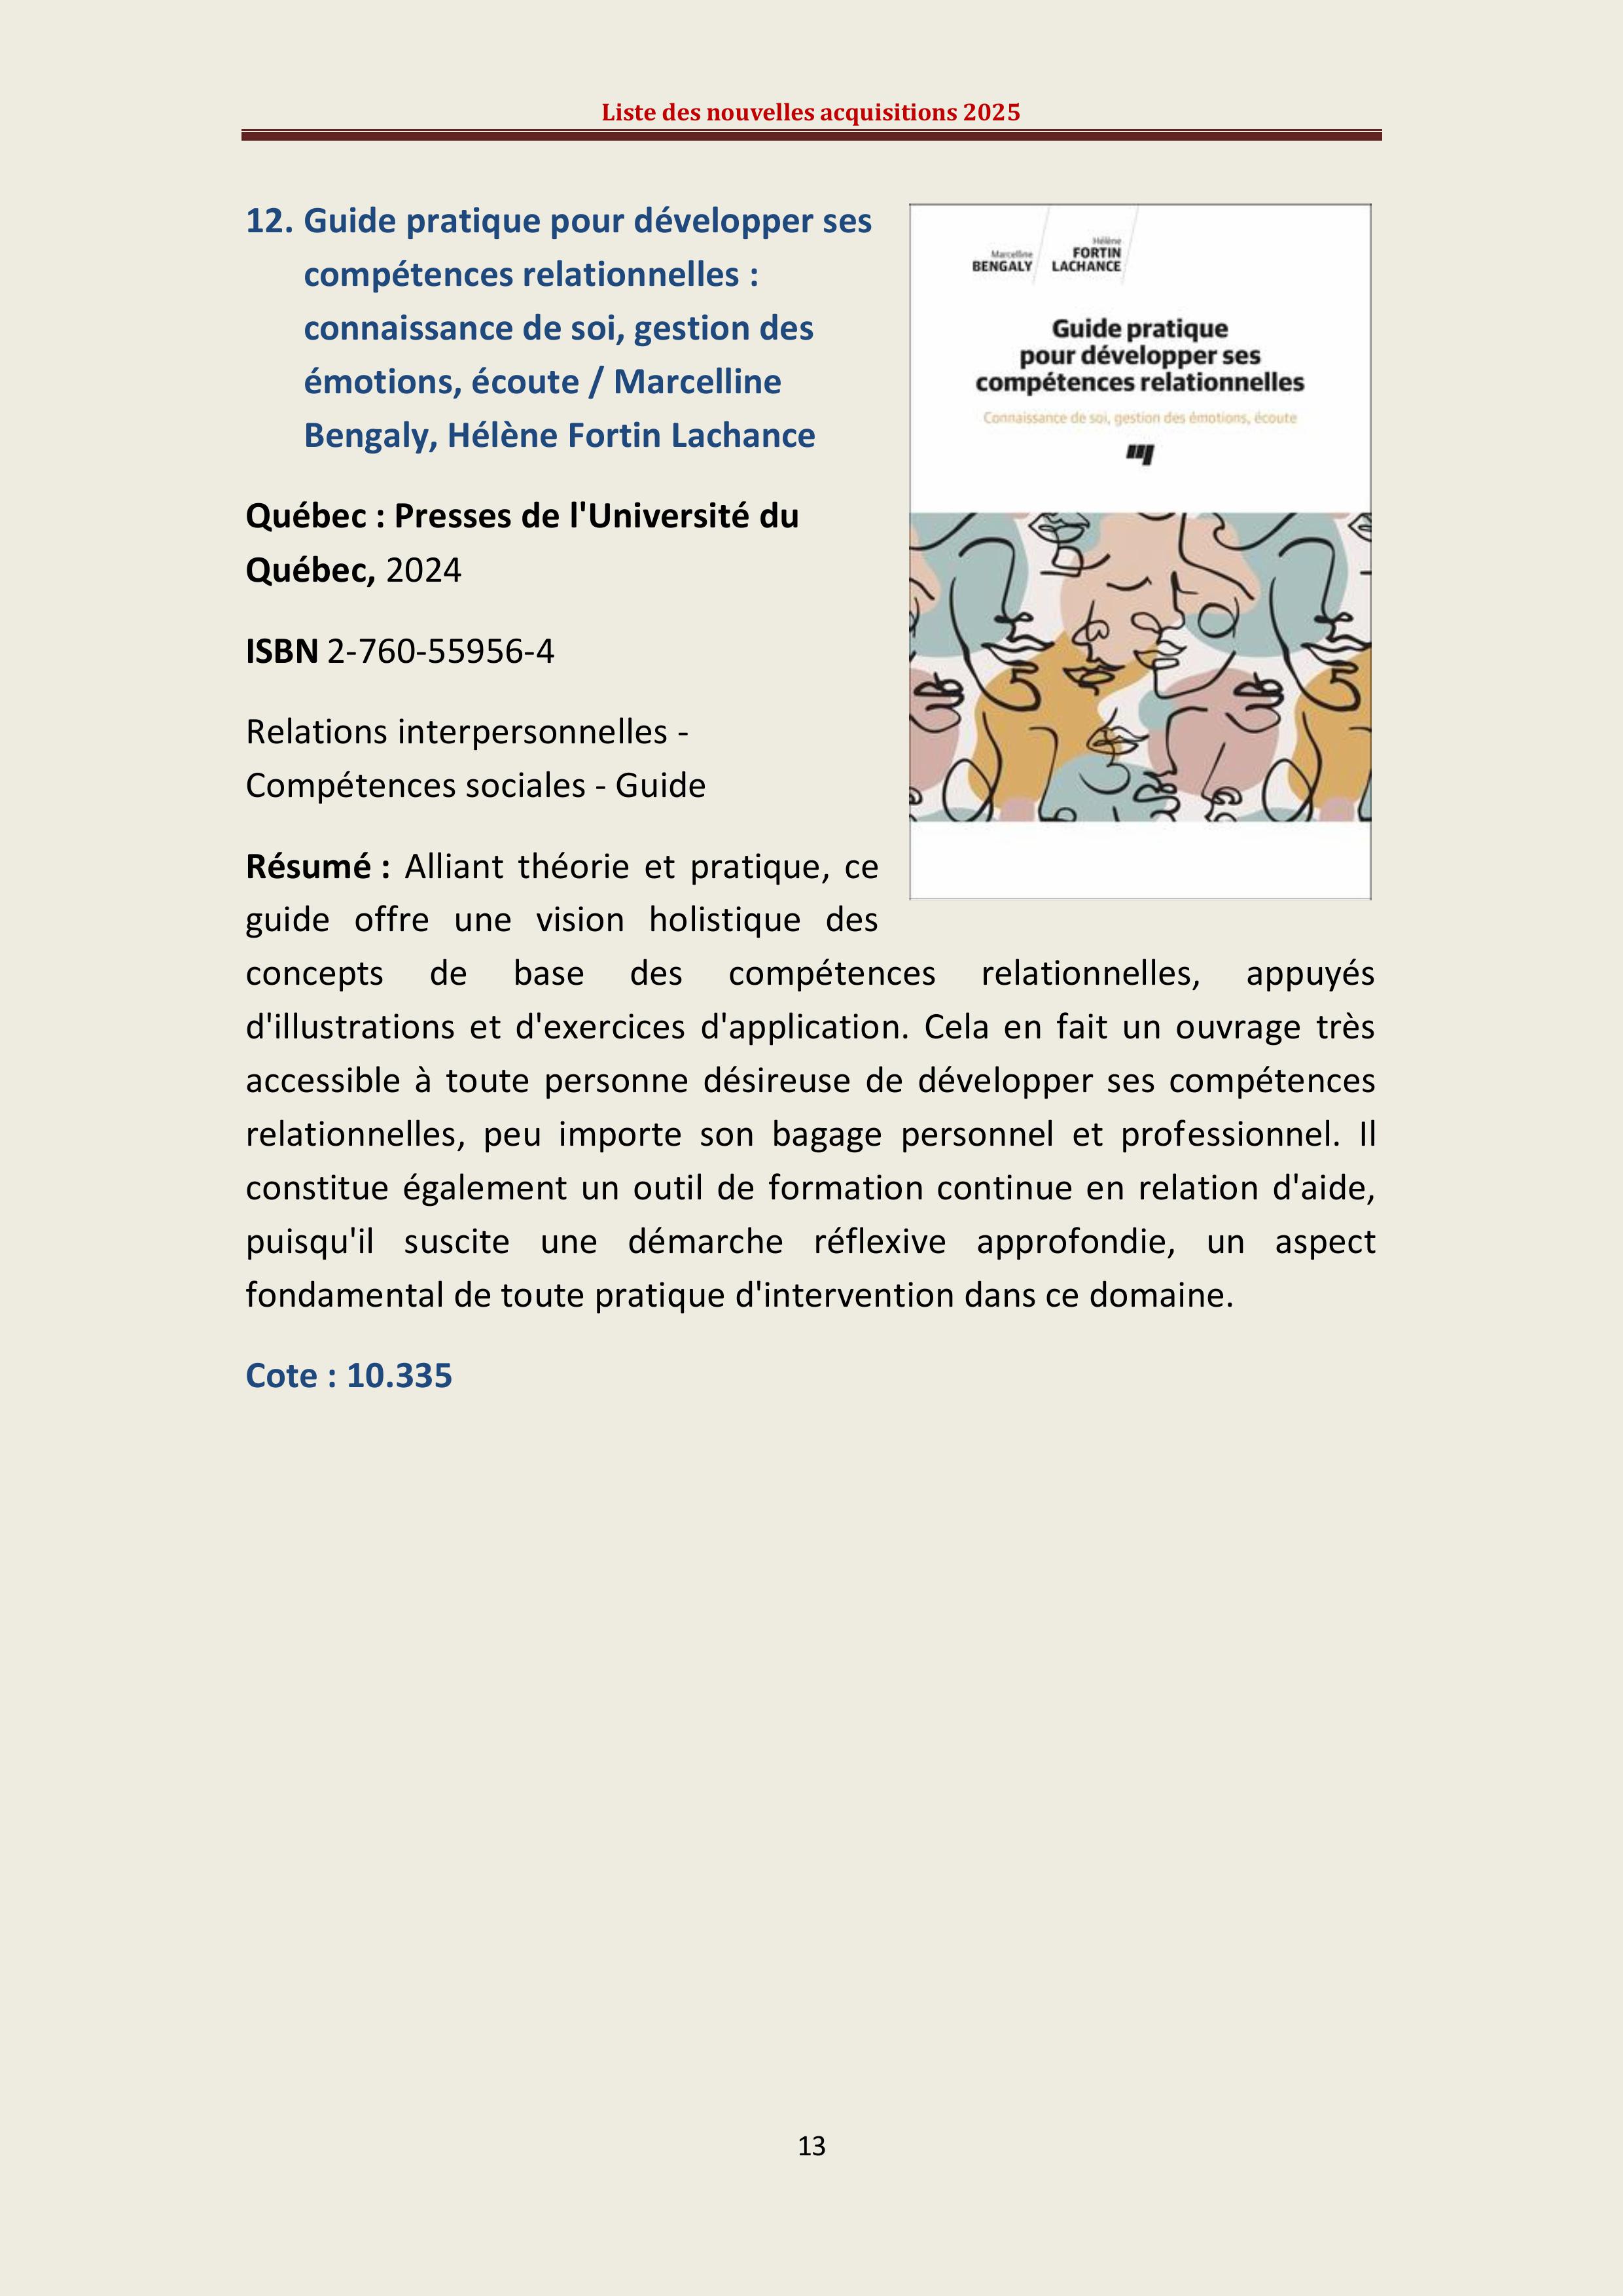 Liste des nouvelles acquisitions 2025
12. Guide pratique pour développer ses
compétences relationnelles :
connaissance de soi, gestion des
émotions, écoute / Marcelline
Bengaly, Hélène Fortin Lachance
Québec : Presses de l'Université du
Québec, 2024
ISBN 2-760-55956-4
Relations interpersonnelles -
Compétences sociales - Guide
Résumé : Alliant théorie et pratique, ce
guide offre une vision holistique des
concepts de base des compétences relationnelles, appuyés
d'illustrations et d'exercices d'application. Cela en fait un ouvrage très
accessible à toute personne désireuse de développer ses compétences
relationnelles, peu importe son bagage personnel et professionnel. Il
constitue également un outil de formation continue en relation d'aide,
puisqu'il suscite une démarche réflexive approfondie, un aspect
fondamental de toute pratique d'intervention dans ce domaine.
Cote : 10.335
Marcelline
BENGALY
Hélène
FORTIN
LACHANCE
Guide pratique
pour développer ses
compétences relationnelles
Connaissance de soi, gestion des émotions, écoute
13